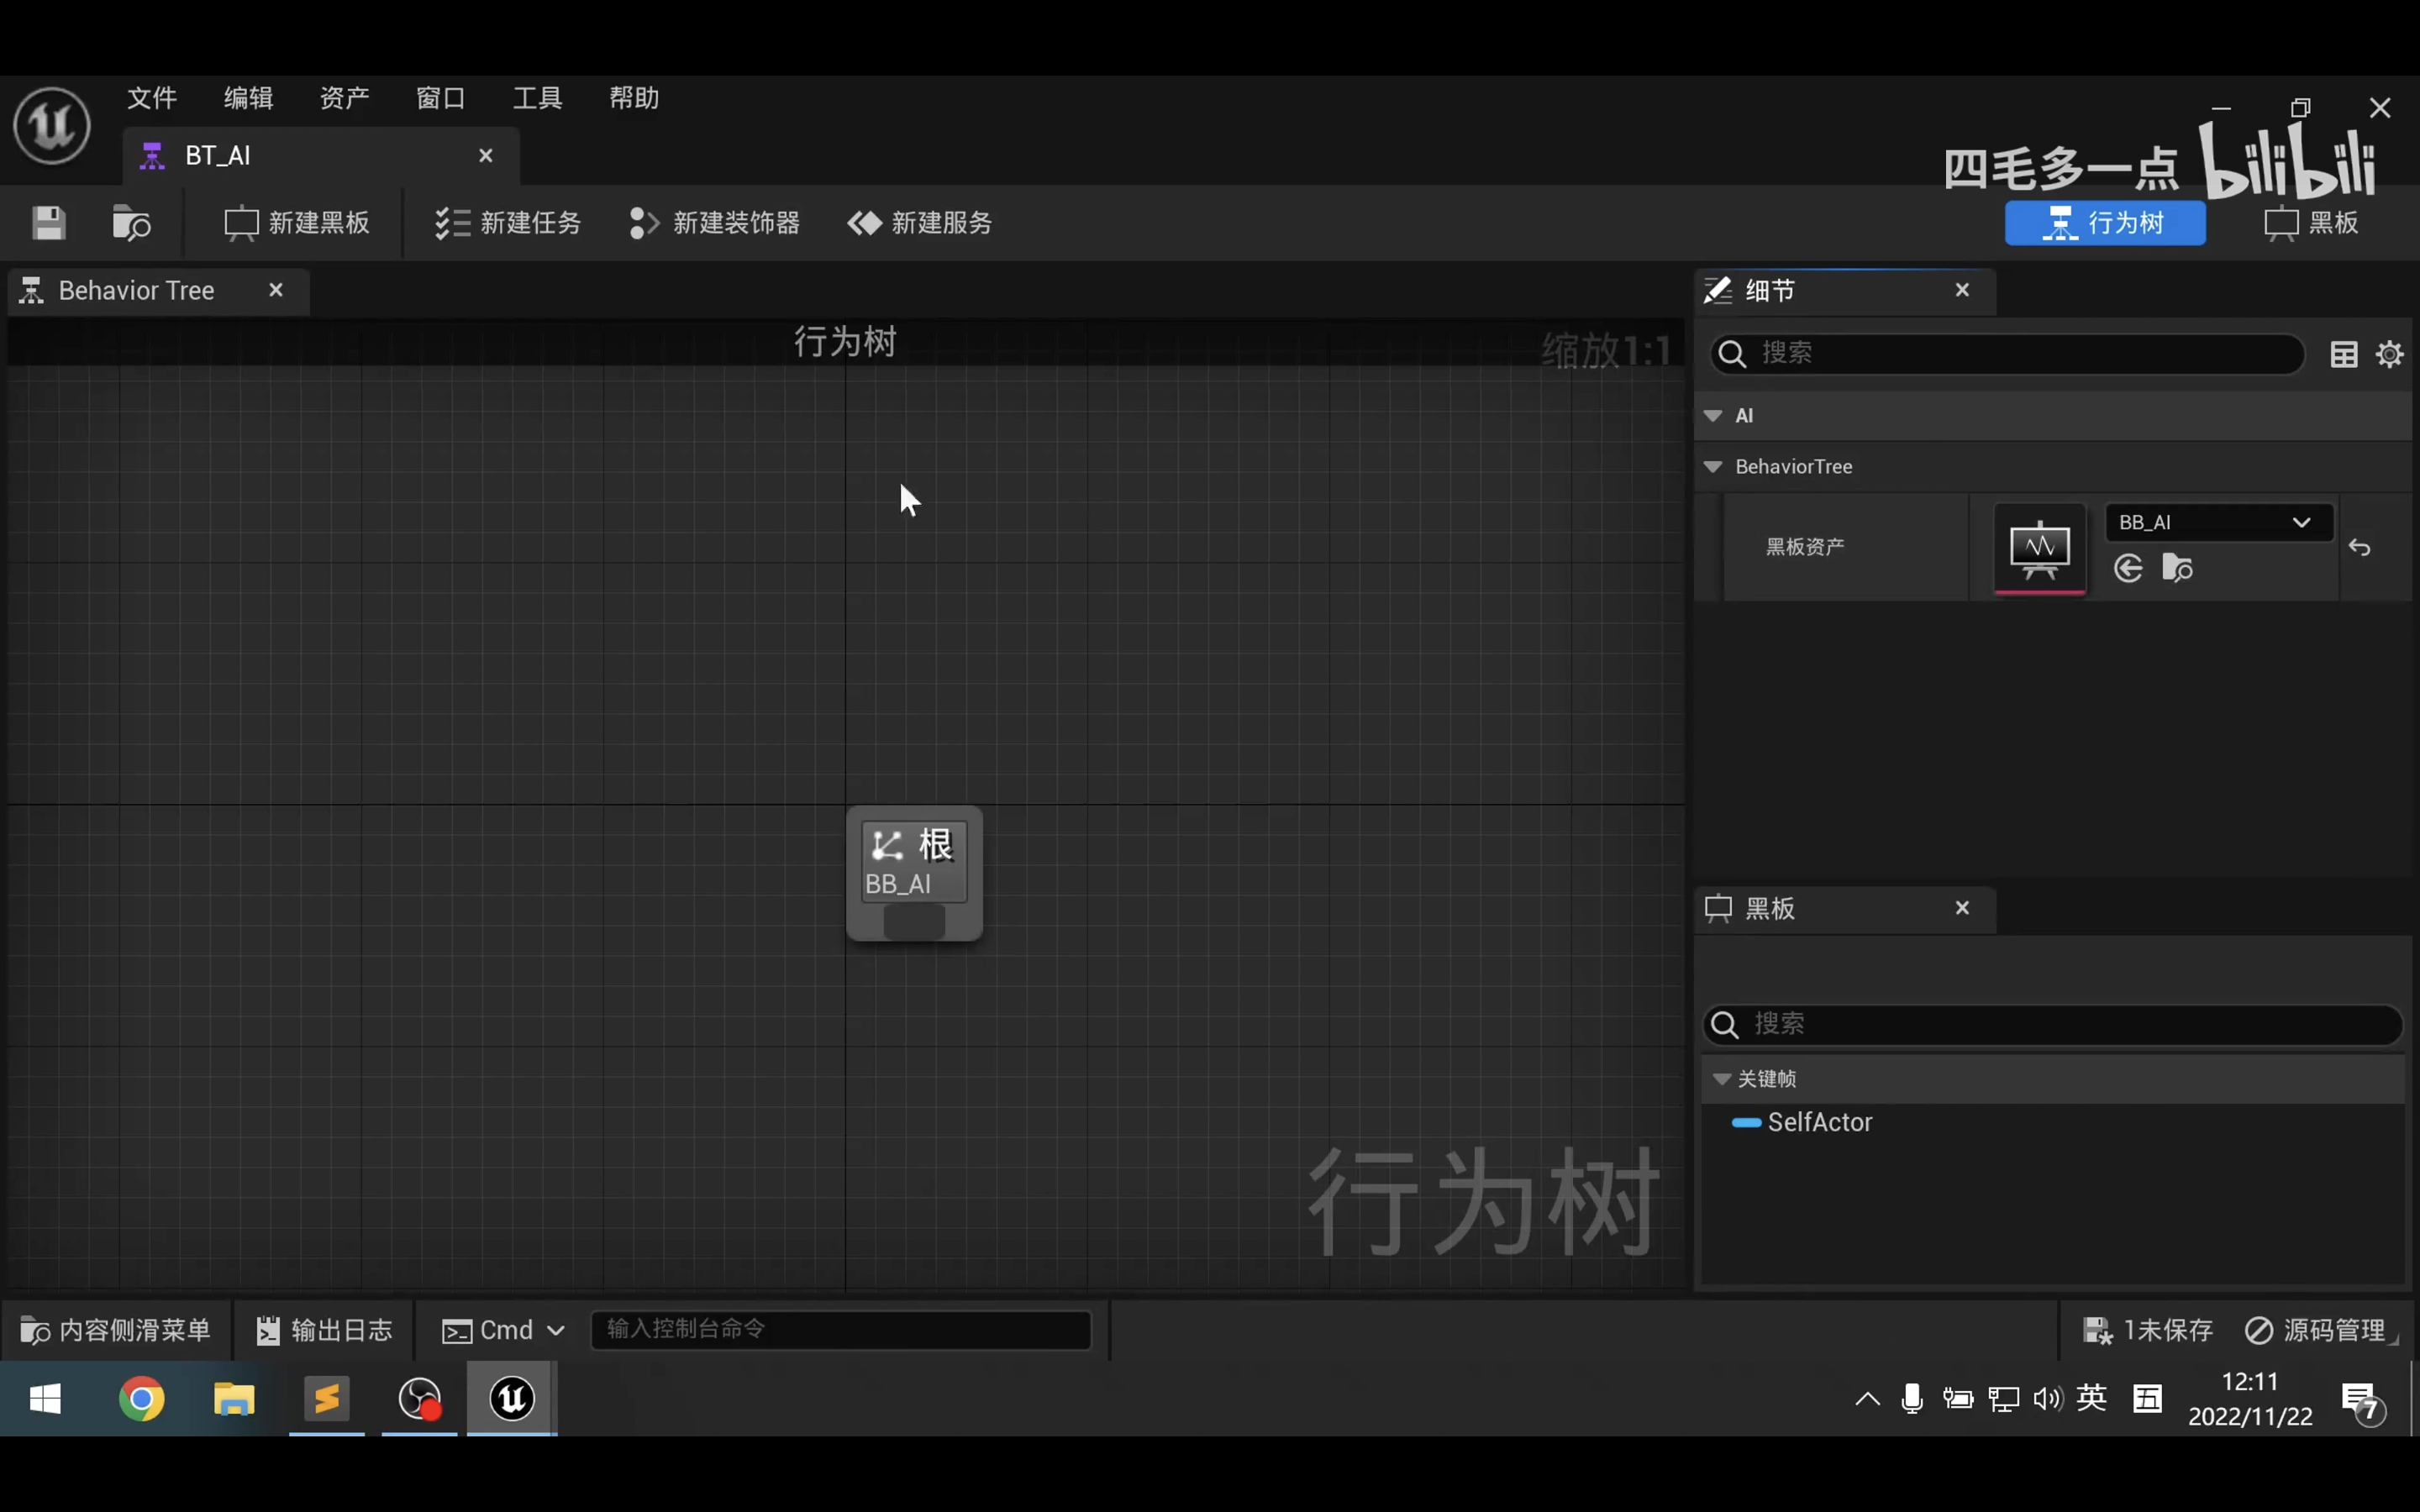 文件 编辑 资产 窗口 工具 帮助
BT_AI
四毛多一点 bilibili
新建黑板 新建任务 新建装饰器 新建服务 行为树 黑板
Behavior Tree
细节
行为树
缩放1:1
搜索
AI
BehaviorTree
黑板资产
BB_AI
根
BB_AI
黑板
搜索
关键帧
SelfActor
行为树
内容侧滑菜单 输出日志 Cmd 输入控制台命令 1未保存 源码管理
英 五
12:11
2022/11/22
7